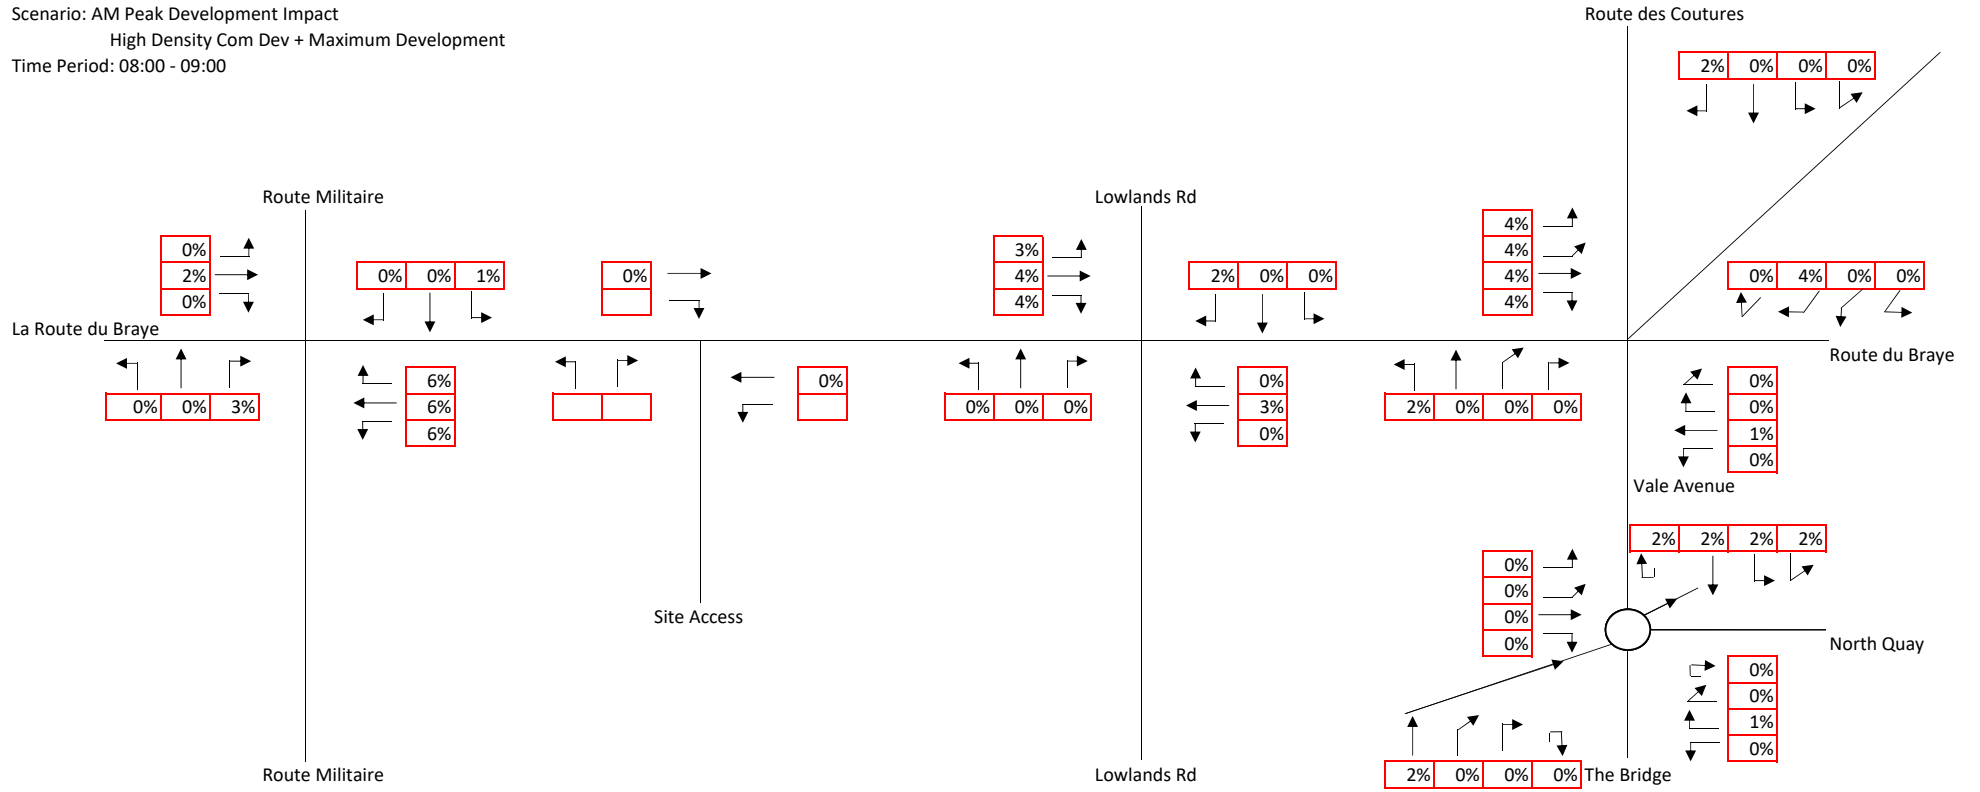 Scenario: AM Peak Development Impact
High Density Com Dev + Maximum Development
Time Period: 08:00 - 09:00
Route des Coutures
2% 0% 0% 0%
Route Militaire
Lowlands Rd
0%
2%
0%
0% 0% 1%
0%
3%
4%
4%
2% 0% 0%
4%
4%
4%
4%
0% 4% 0% 0%
La Route du Braye
Route du Braye
0% 0% 3%
6%
6%
6%
0%
0% 0% 0%
0%
3%
0%
2% 0% 0% 0%
0%
0%
1%
0%
Vale Avenue
2% 2% 2% 2%
0%
0%
0%
0%
Site Access
North Quay
0%
0%
1%
0%
Route Militaire
Lowlands Rd
2% 0% 0% 0%
The Bridge